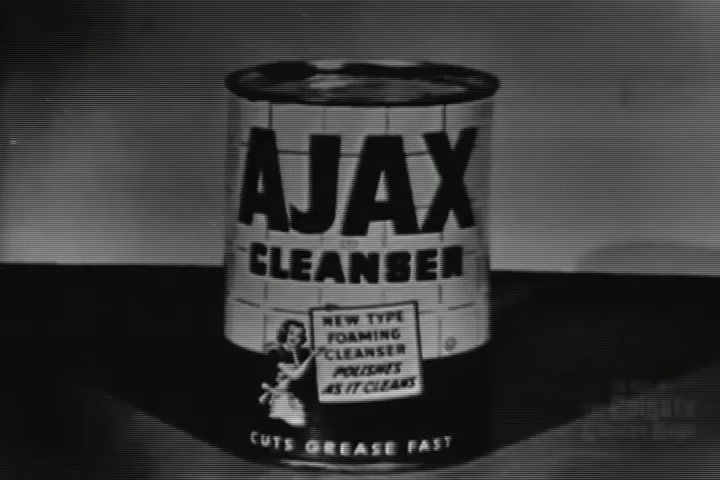 AJAX
CLEANSER
NEW TYPE
FOAMING
CLEANSER
POLISHES
AS IT CLEANS
CUTS GREASE FAST